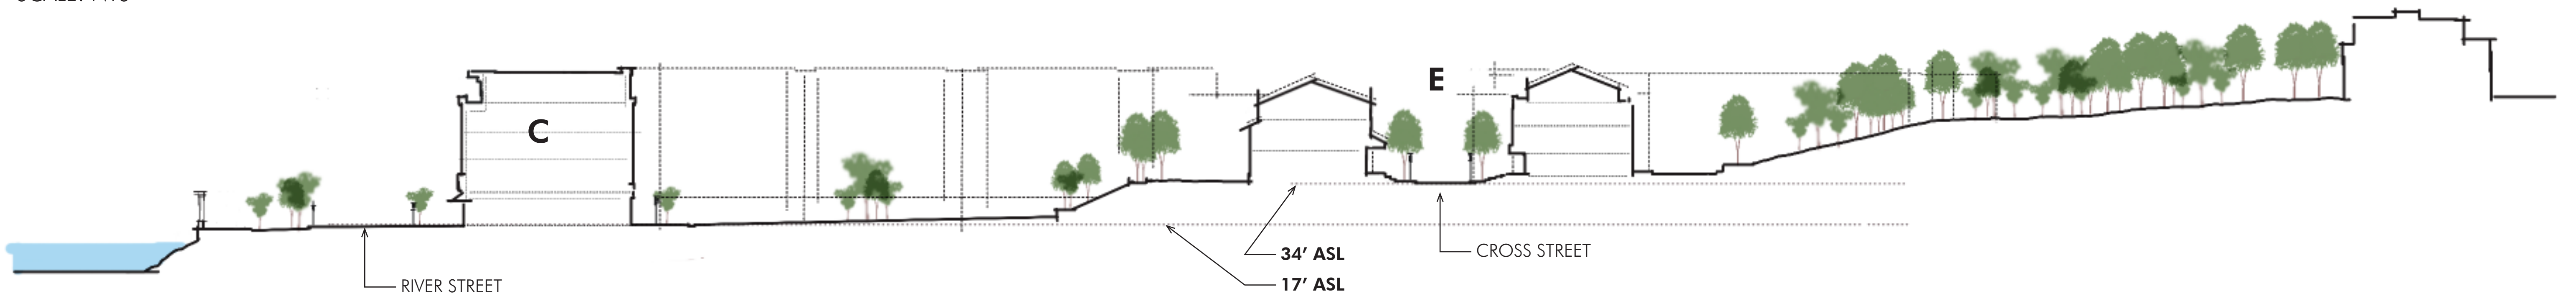 E
C
34’ ASL
CROSS STREET
17’ ASL
RIVER STREET